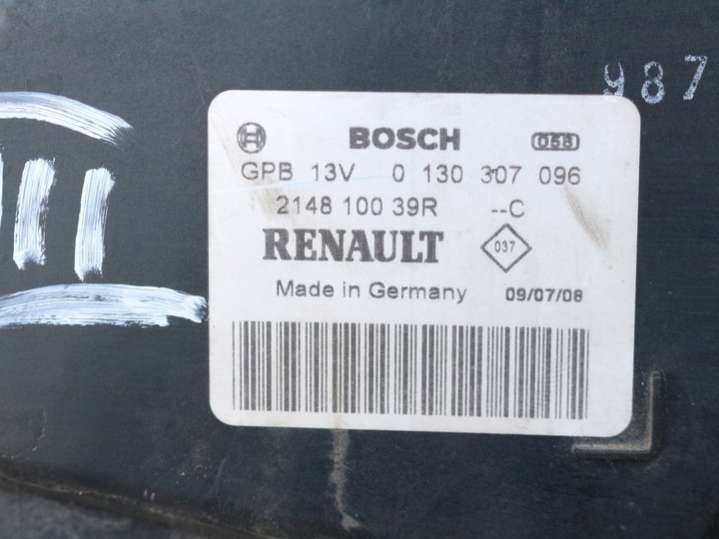 987
BOSCH 058
GPB 13V 0 130 307 096
2148 100 39R --C
RENAULT 037
Made in Germany 09/07/08